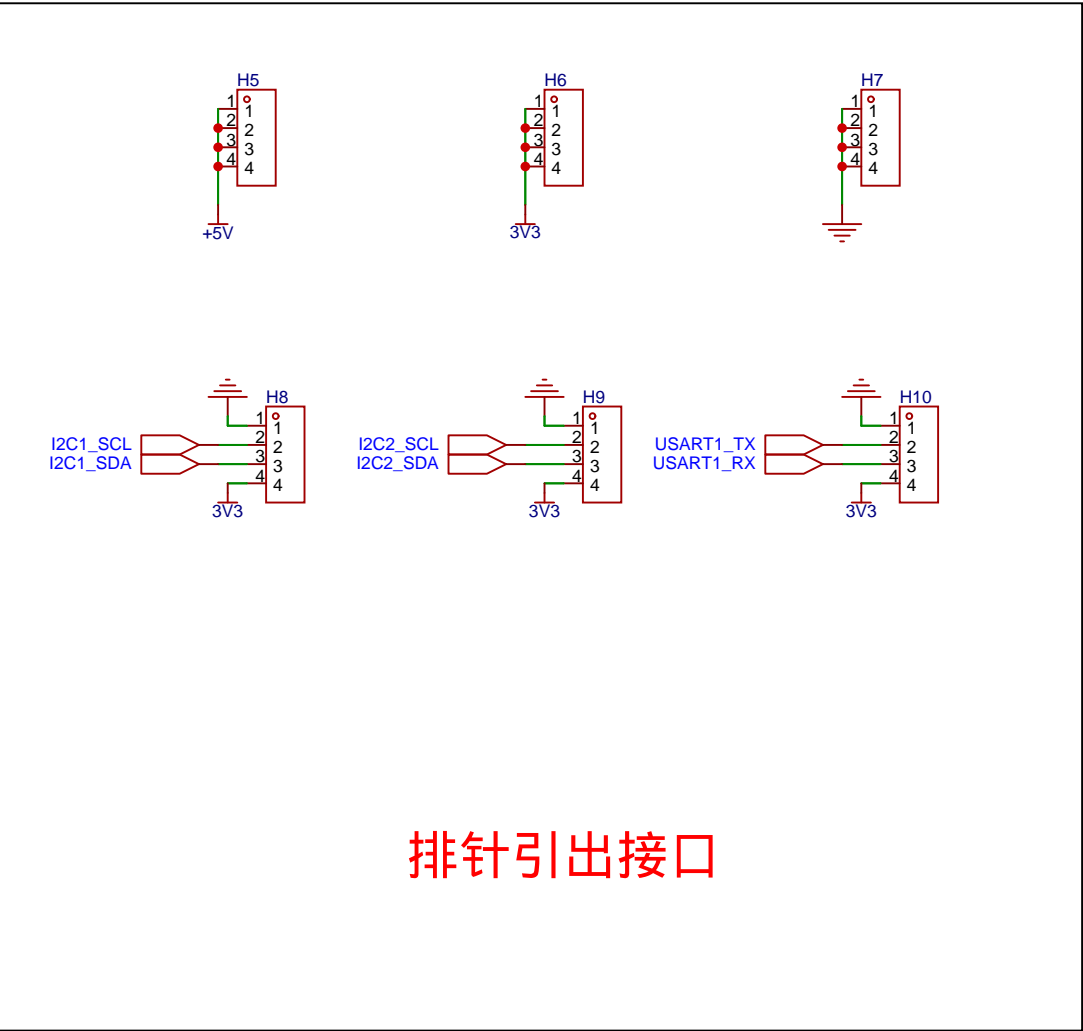 H5
1 1
2 2
3 3
4 4
+5V
H6
1 1
2 2
3 3
4 4
3V3
H7
1 1
2 2
3 3
4 4
H8
1 1
I2C1_SCL 2 2
I2C1_SDA 3 3
4 4
3V3
H9
1 1
I2C2_SCL 2 2
I2C2_SDA 3 3
4 4
3V3
H10
1 1
USART1_TX 2 2
USART1_RX 3 3
4 4
3V3
排针引出接口